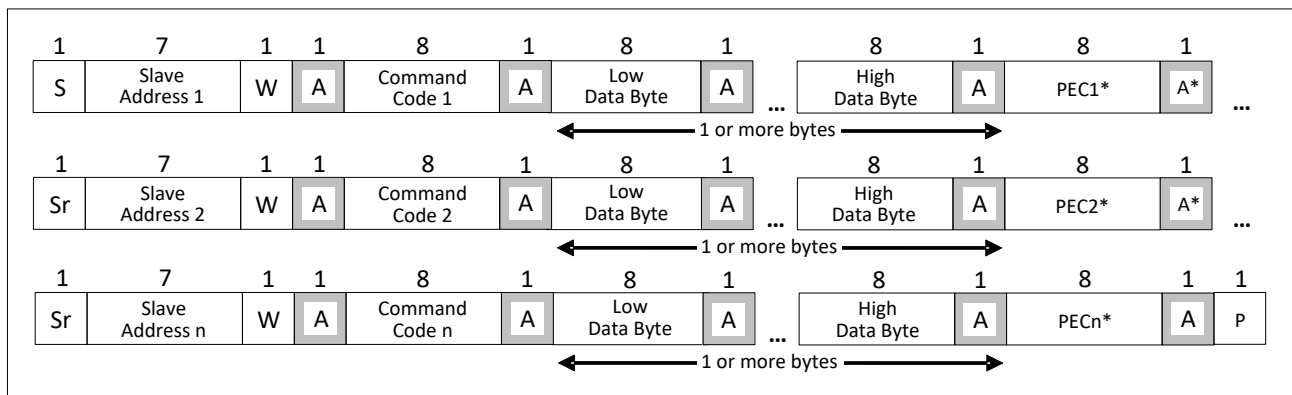 1 7 1 1 8 1 8 1 8 1 8 1
S Slave Address 1 W A Command Code 1 A Low Data Byte A ... High Data Byte A PEC1* A* ...
1 or more bytes
1 7 1 1 8 1 8 1 8 1 8 1
Sr Slave Address 2 W A Command Code 2 A Low Data Byte A ... High Data Byte A PEC2* A* ...
1 or more bytes
1 7 1 1 8 1 8 1 8 1 8 1 1
Sr Slave Address n W A Command Code n A Low Data Byte A ... High Data Byte A PECn* A P
1 or more bytes